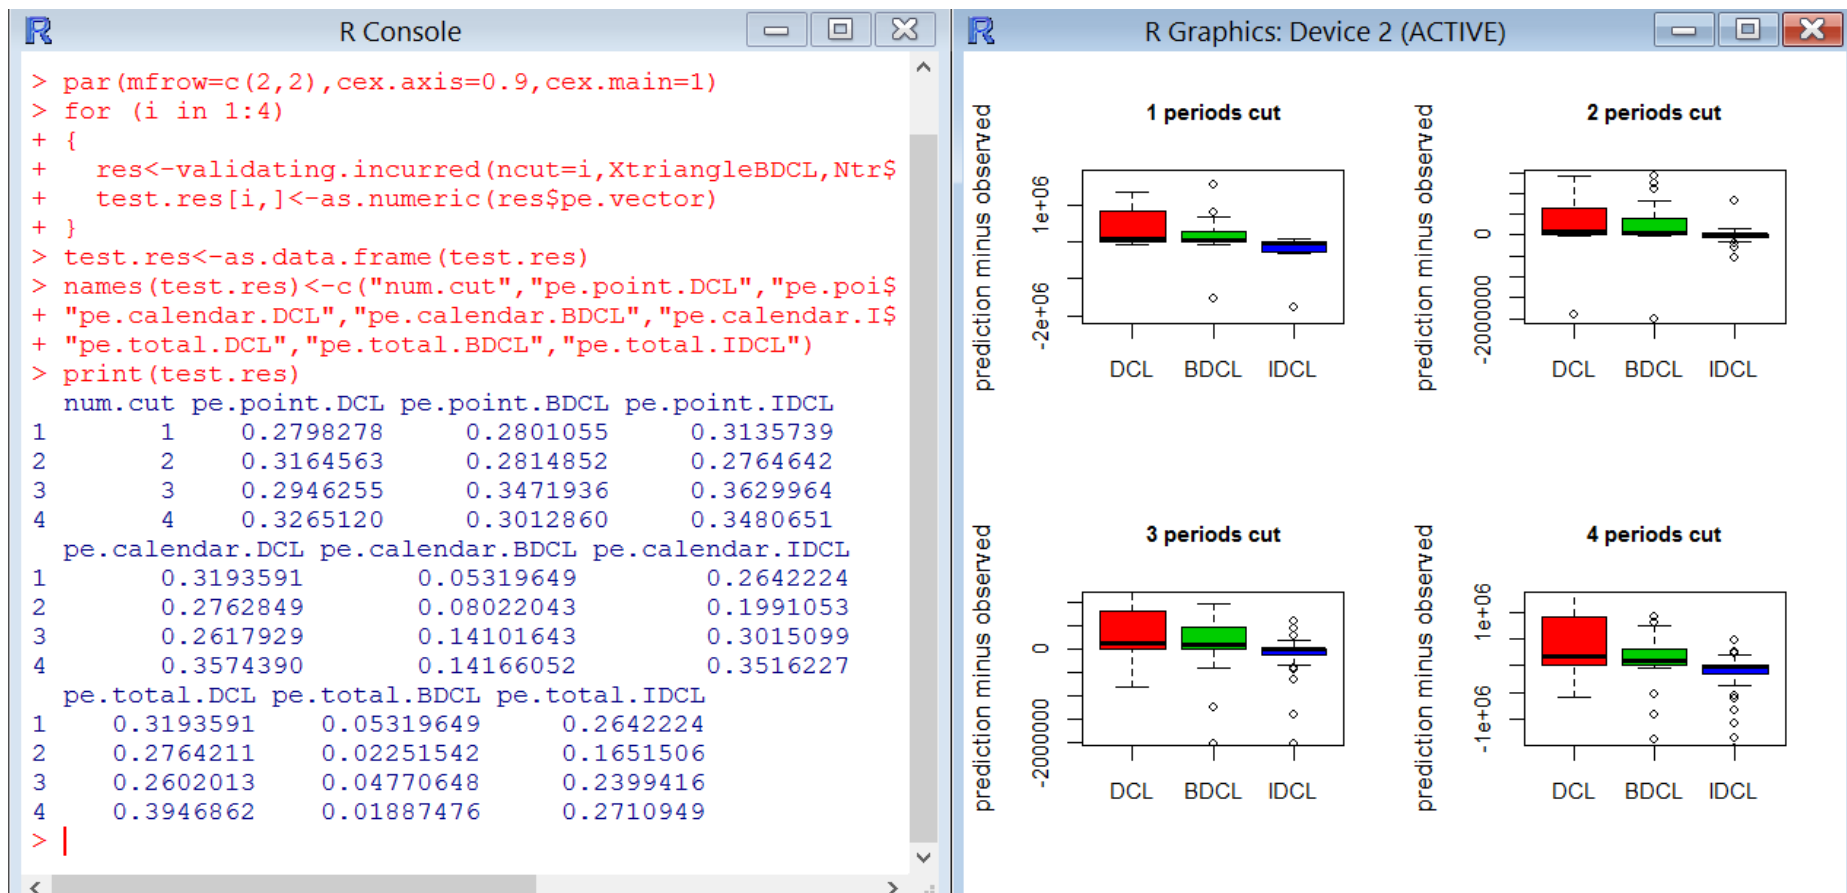 R Console
> par(mfrow=c(2,2),cex.axis=0.9,cex.main=1)
> for (i in 1:4)
+ {
+   res<-validating.incurred(ncut=i,XtriangleBDCL,Ntr$
+   test.res[i,]<-as.numeric(res$pe.vector)
+ }
> test.res<-as.data.frame(test.res)
> names(test.res)<-c("num.cut","pe.point.DCL","pe.poi$
+ "pe.calendar.DCL","pe.calendar.BDCL","pe.calendar.I$
+ "pe.total.DCL","pe.total.BDCL","pe.total.IDCL")
> print(test.res)
  num.cut pe.point.DCL pe.point.BDCL pe.point.IDCL
1       1    0.2798278     0.2801055     0.3135739
2       2    0.3164563     0.2814852     0.2764642
3       3    0.2946255     0.3471936     0.3629964
4       4    0.3265120     0.3012860     0.3480651
  pe.calendar.DCL pe.calendar.BDCL pe.calendar.IDCL
1       0.3193591       0.05319649        0.2642224
2       0.2762849       0.08022043        0.1991053
3       0.2617929       0.14101643        0.3015099
4       0.3574390       0.14166052        0.3516227
  pe.total.DCL pe.total.BDCL pe.total.IDCL
1    0.3193591    0.05319649     0.2642224
2    0.2764211    0.02251542     0.1651506
3    0.2602013    0.04770648     0.2399416
4    0.3946862    0.01887476     0.2710949
>
R Graphics: Device 2 (ACTIVE)
1 periods cut
prediction minus observed
1e+06
-2e+06
DCL BDCL IDCL
2 periods cut
prediction minus observed
0
-2000000
DCL BDCL IDCL
3 periods cut
prediction minus observed
0
-2000000
DCL BDCL IDCL
4 periods cut
prediction minus observed
1e+06
-1e+06
DCL BDCL IDCL